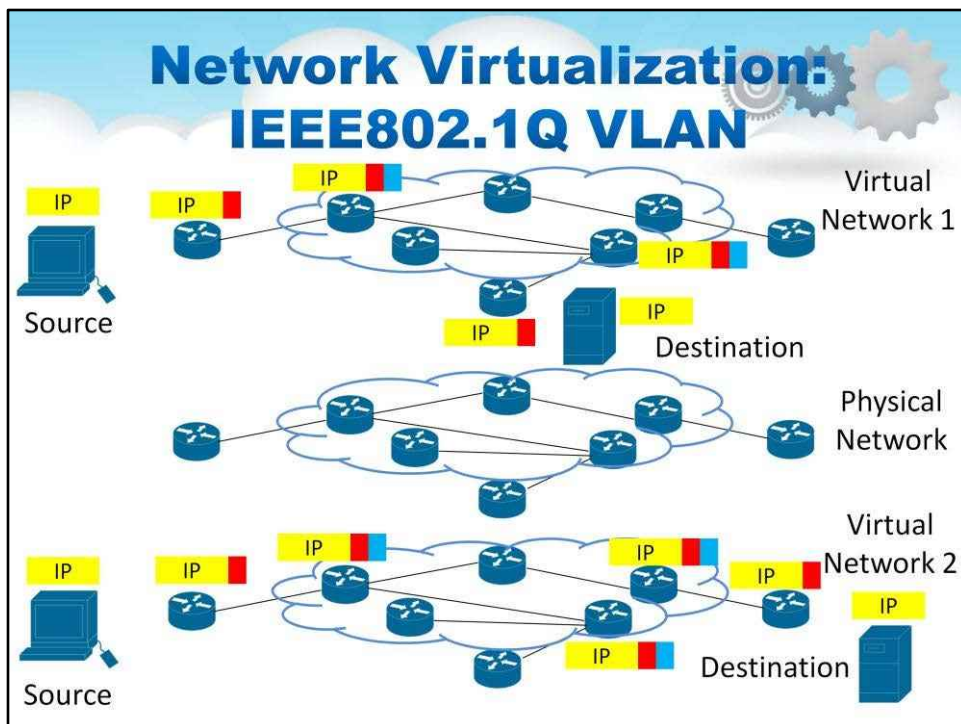 Network Virtualization:
IEEE802.1Q VLAN
IP
IP
IP
Virtual
Network 1
IP
Source
IP
IP
Destination
Physical
Network
Virtual
Network 2
IP
IP
IP
IP
IP
IP
IP
Destination
Source